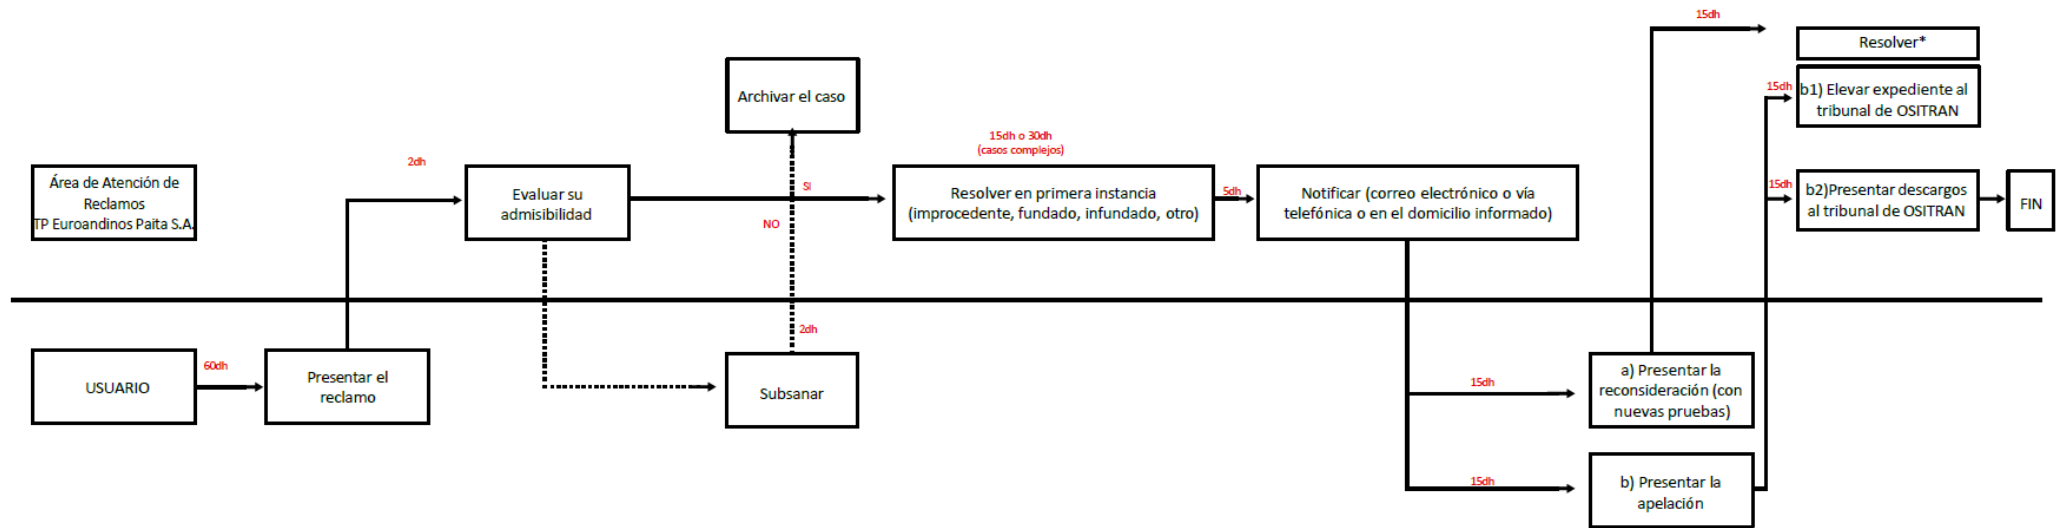 15dh
Resolver*
Archivar el caso
15dh
b1) Elevar expediente al
tribunal de OSITRAN
15dh o 30dh
(casos complejos)
2dh
Área de Atención de
Reclamos
TP Euroandinos Paita S.A.
Evaluar su
admisibilidad
SI
NO
Resolver en primera instancia
(improcedente, fundado, infundado, otro)
5dh
Notificar (correo electrónico o vía
telefónica o en el domicilio informado)
15dh
b2)Presentar descargos
al tribunal de OSITRAN
FIN
2dh
USUARIO
60dh
Presentar el
reclamo
Subsanar
15dh
a) Presentar la
reconsideración (con
nuevas pruebas)
15dh
b) Presentar la
apelación